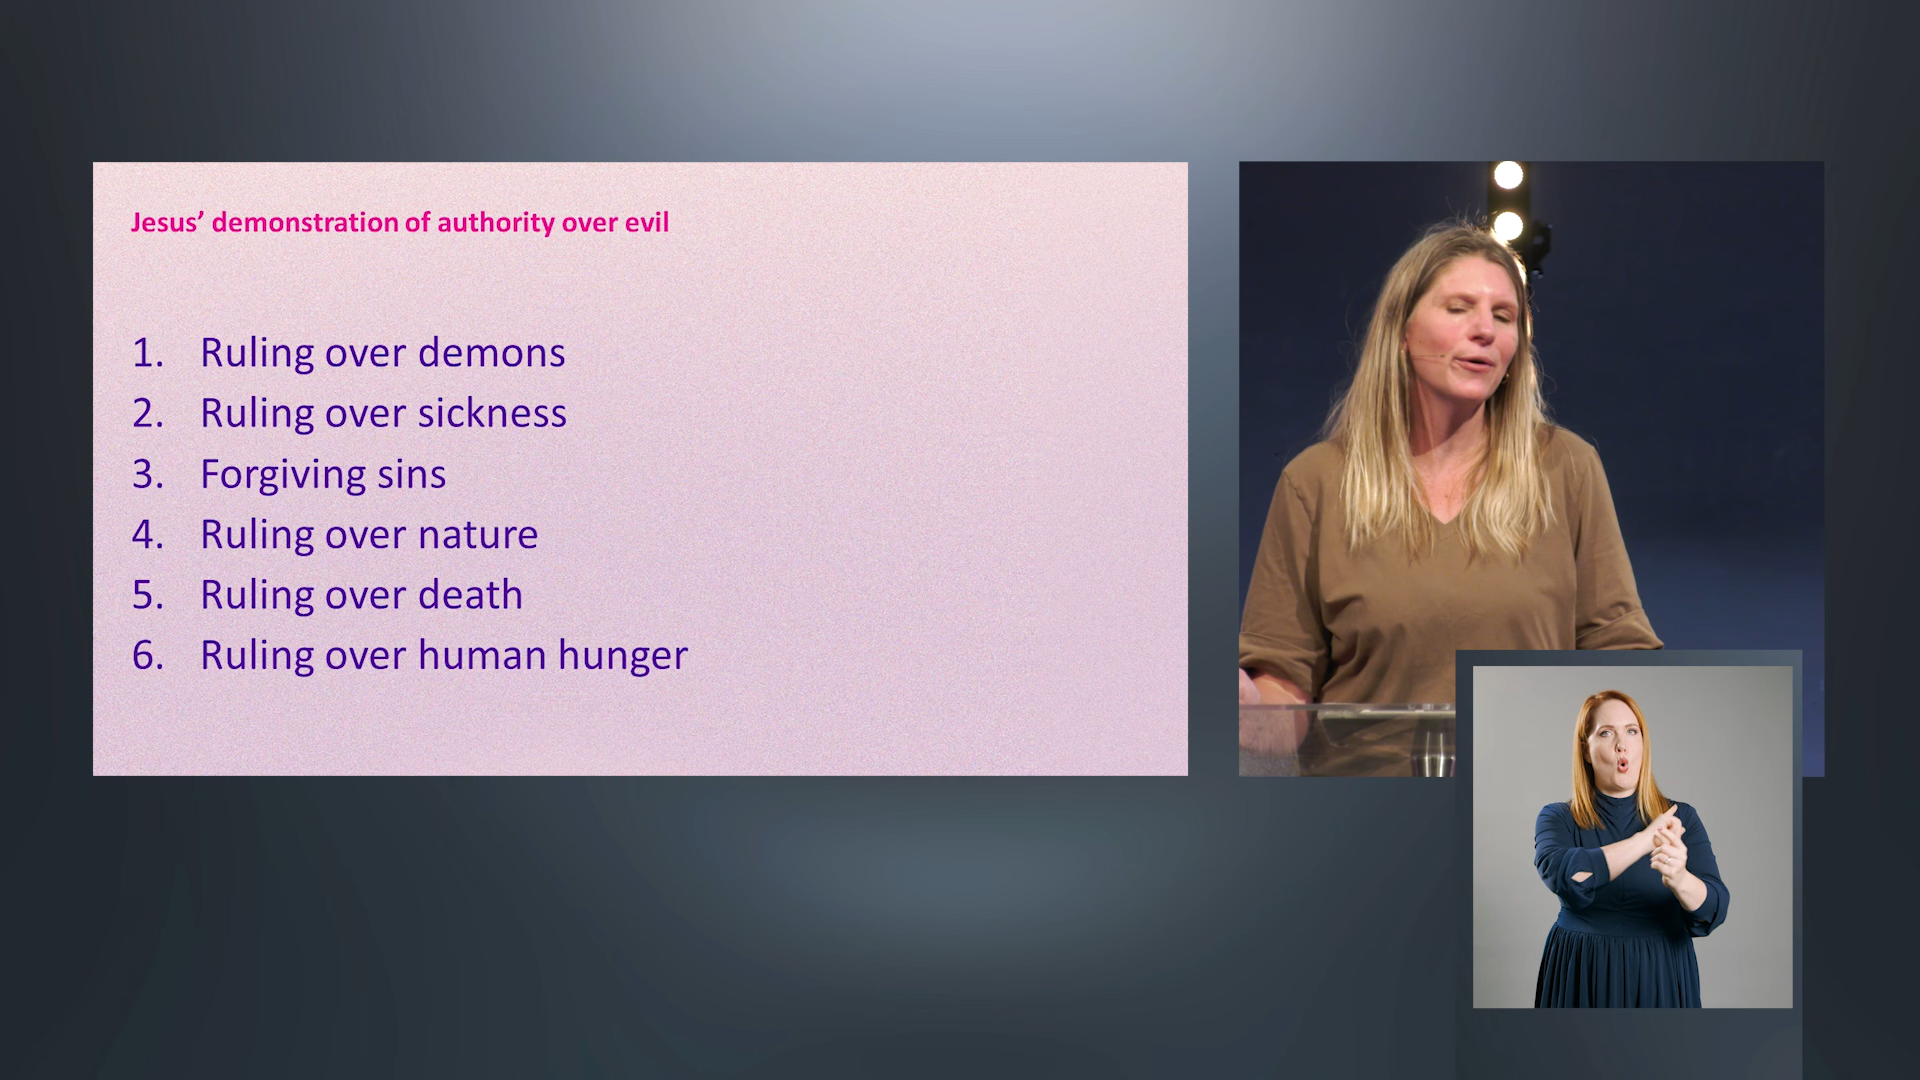 Jesus’ demonstration of authority over evil
1. Ruling over demons
2. Ruling over sickness
3. Forgiving sins
4. Ruling over nature
5. Ruling over death
6. Ruling over human hunger